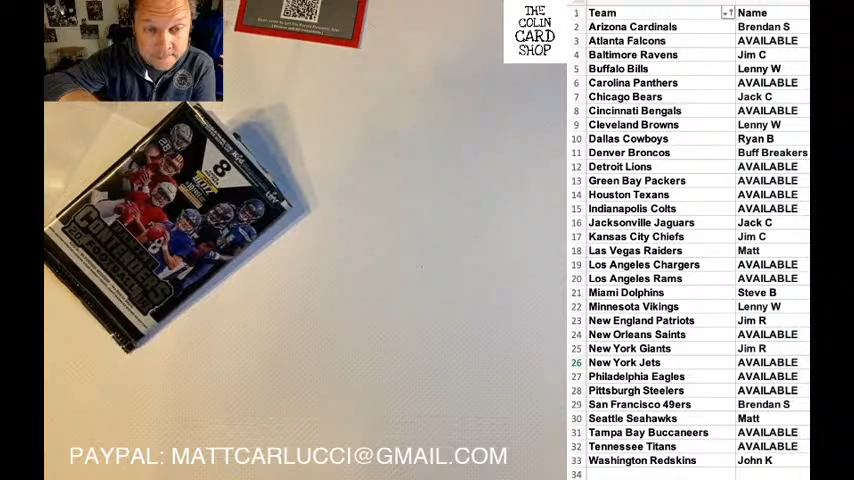 THE
COLIN
CARD
SHOP
8
CONTENDERS
FOOTBALL
PAYPAL: MATTCARLUCCI@GMAIL.COM
1 Team Name
2 Arizona Cardinals Brendan S
3 Atlanta Falcons AVAILABLE
4 Baltimore Ravens Jim C
5 Buffalo Bills Lenny W
6 Carolina Panthers AVAILABLE
7 Chicago Bears Jack C
8 Cincinnati Bengals AVAILABLE
9 Cleveland Browns Lenny W
10 Dallas Cowboys Ryan B
11 Denver Broncos Buff Breakers
12 Detroit Lions AVAILABLE
13 Green Bay Packers AVAILABLE
14 Houston Texans AVAILABLE
15 Indianapolis Colts AVAILABLE
16 Jacksonville Jaguars Jack C
17 Kansas City Chiefs Jim C
18 Las Vegas Raiders Matt
19 Los Angeles Chargers AVAILABLE
20 Los Angeles Rams AVAILABLE
21 Miami Dolphins Steve B
22 Minnesota Vikings Lenny W
23 New England Patriots Jim R
24 New Orleans Saints AVAILABLE
25 New York Giants Jim R
26 New York Jets AVAILABLE
27 Philadelphia Eagles AVAILABLE
28 Pittsburgh Steelers AVAILABLE
29 San Francisco 49ers Brendan S
30 Seattle Seahawks Matt
31 Tampa Bay Buccaneers AVAILABLE
32 Tennessee Titans AVAILABLE
33 Washington Redskins John K
34